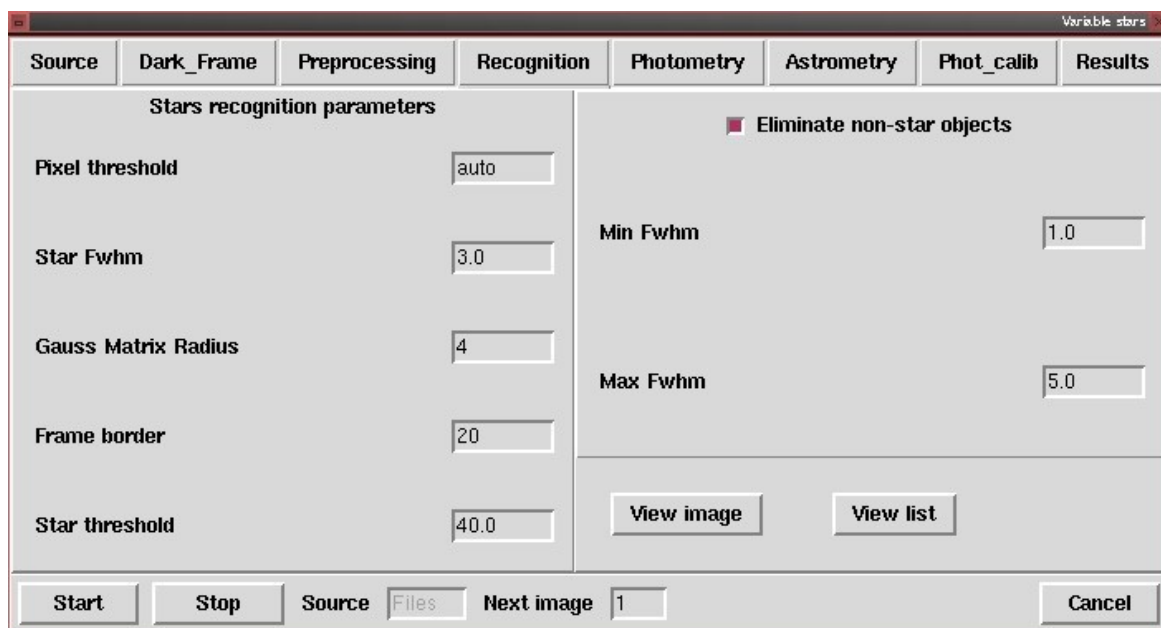 Variable stars
Source Dark_Frame Preprocessing Recognition Photometry Astrometry Phot_calib Results
Stars recognition parameters
Pixel threshold auto
Star Fwhm 3.0
Gauss Matrix Radius 4
Frame border 20
Star threshold 40.0
Eliminate non-star objects
Min Fwhm 1.0
Max Fwhm 5.0
View image View list
Start Stop Source Files Next image 1 Cancel